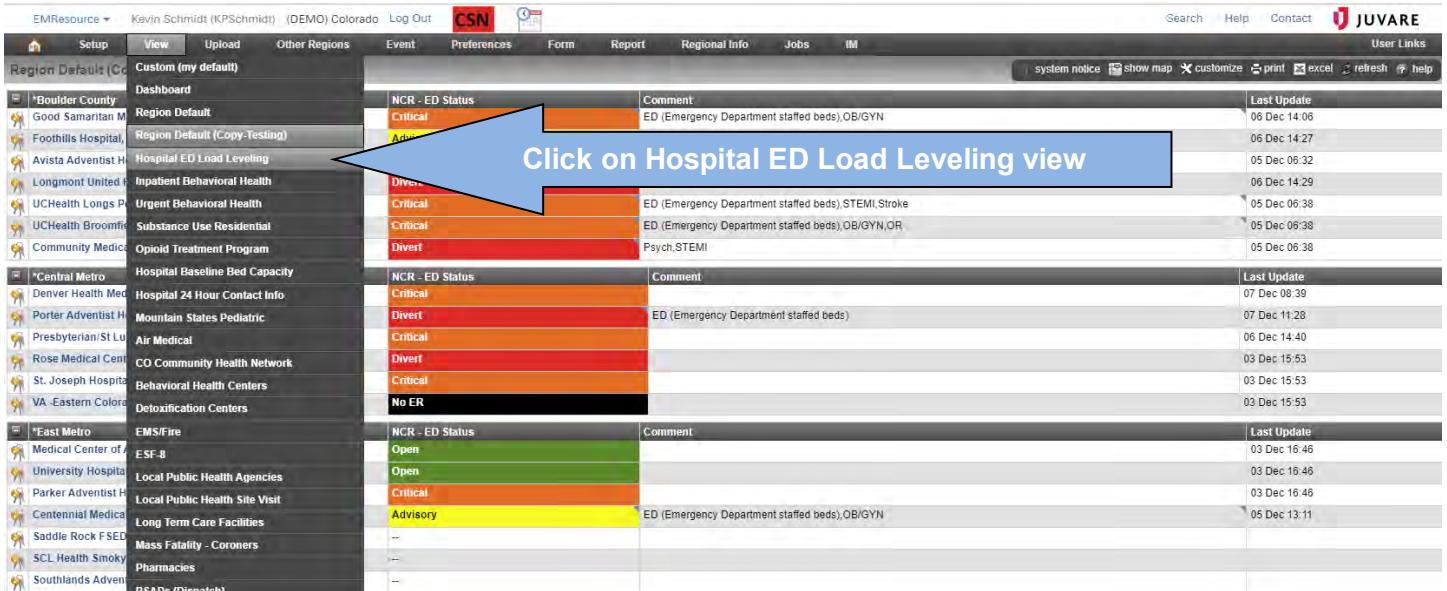 EMResource Kevin Schmidt (KPSchmidt) (DEMO) Colorado Log Out CSN Search Help Contact JUVARE
Setup View Upload Other Regions Event Preferences Form Report Regional Info Jobs IM User Links
Region Default (Co system notice show map customize print excel refresh help
Custom (my default)
Dashboard
Region Default
Region Default (Copy-Testing)
Hospital ED Load Leveling
Inpatient Behavioral Health
Urgent Behavioral Health
Substance Use Residential
Opioid Treatment Program
Hospital Baseline Bed Capacity
Hospital 24 Hour Contact Info
Mountain States Pediatric
Air Medical
CO Community Health Network
Behavioral Health Centers
Detoxification Centers
EMS/Fire
ESF-8
Local Public Health Agencies
Local Public Health Site Visit
Long Term Care Facilities
Mass Fatality - Coroners
Pharmacies
PSAPs (Dispatch)
Click on Hospital ED Load Leveling view
*Boulder County NCR - ED Status Comment Last Update
Good Samaritan M Critical ED (Emergency Department staffed beds),OB/GYN 06 Dec 14:06
Foothills Hospital, Advi 06 Dec 14:27
Avista Adventist H 05 Dec 06:32
Longmont United H Divert 06 Dec 14:29
UCHealth Longs P Critical ED (Emergency Department staffed beds),STEMI,Stroke 05 Dec 06:38
UCHealth Broomfie Critical ED (Emergency Department staffed beds),OB/GYN,OR 05 Dec 06:38
Community Medica Divert Psych,STEMI 05 Dec 06:38
*Central Metro NCR - ED Status Comment Last Update
Denver Health Med Critical 07 Dec 08:39
Porter Adventist H Divert ED (Emergency Department staffed beds) 07 Dec 11:28
Presbyterian/St Lu Critical 06 Dec 14:40
Rose Medical Cent Divert 03 Dec 15:53
St. Joseph Hospita Critical 03 Dec 15:53
VA -Eastern Colora No ER 03 Dec 15:53
*East Metro NCR - ED Status Comment Last Update
Medical Center of A Open 03 Dec 16:46
University Hospita Open 03 Dec 16:46
Parker Adventist H Critical 03 Dec 16:46
Centennial Medica Advisory ED (Emergency Department staffed beds),OB/GYN 05 Dec 13:11
Saddle Rock FSED --
SCL Health Smoky --
Southlands Advent --